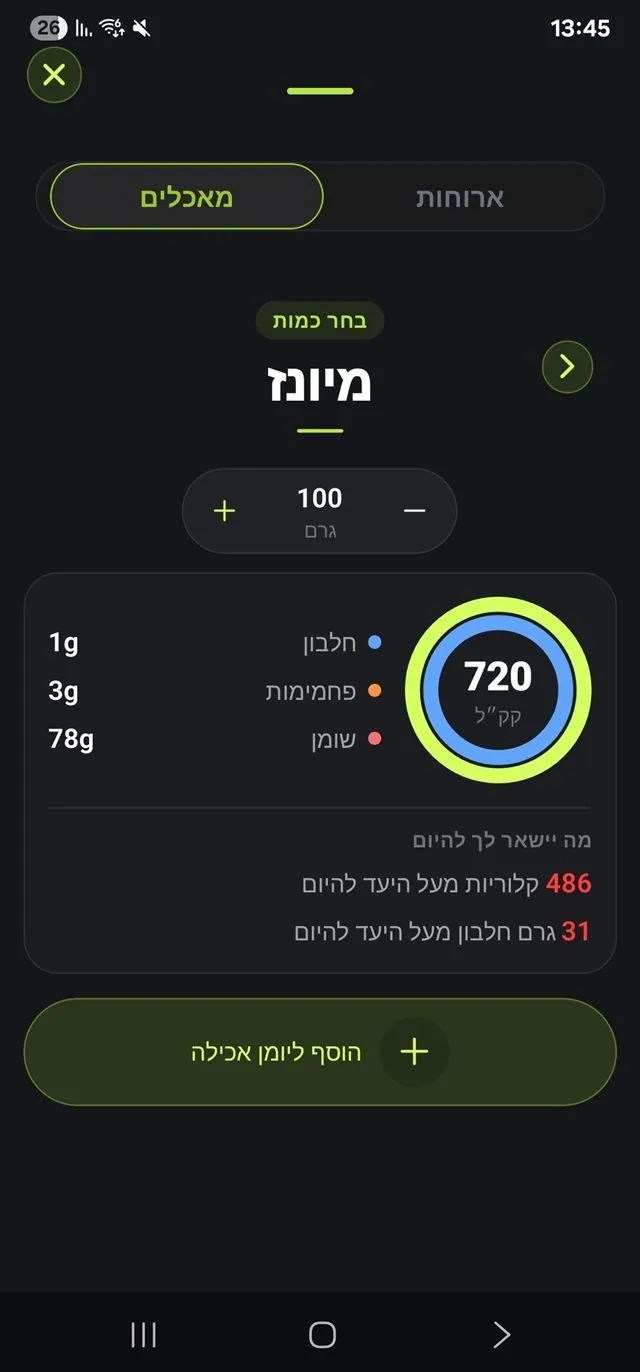 26
13:45
ארוחות
מאכלים
בחר כמות
מיונז
100
גרם
720
קק״ל
חלבון 1g
פחמימות 3g
שומן 78g
מה יישאר לך להיום
486 קלוריות מעל היעד להיום
31 גרם חלבון מעל היעד להיום
הוסף ליומן אכילה